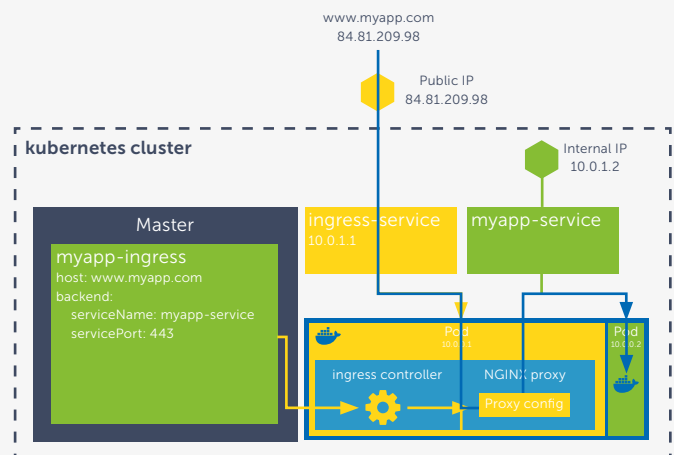 www.myapp.com
84.81.209.98
Public IP
84.81.209.98
kubernetes cluster
Internal IP
10.0.1.2
Master
ingress-service
10.0.1.1
myapp-service
myapp-ingress
host: www.myapp.com
backend:
serviceName: myapp-service
servicePort: 443
Pod
10.0.0.1
Pod
10.0.0.2
ingress controller
NGINX proxy
Proxy config